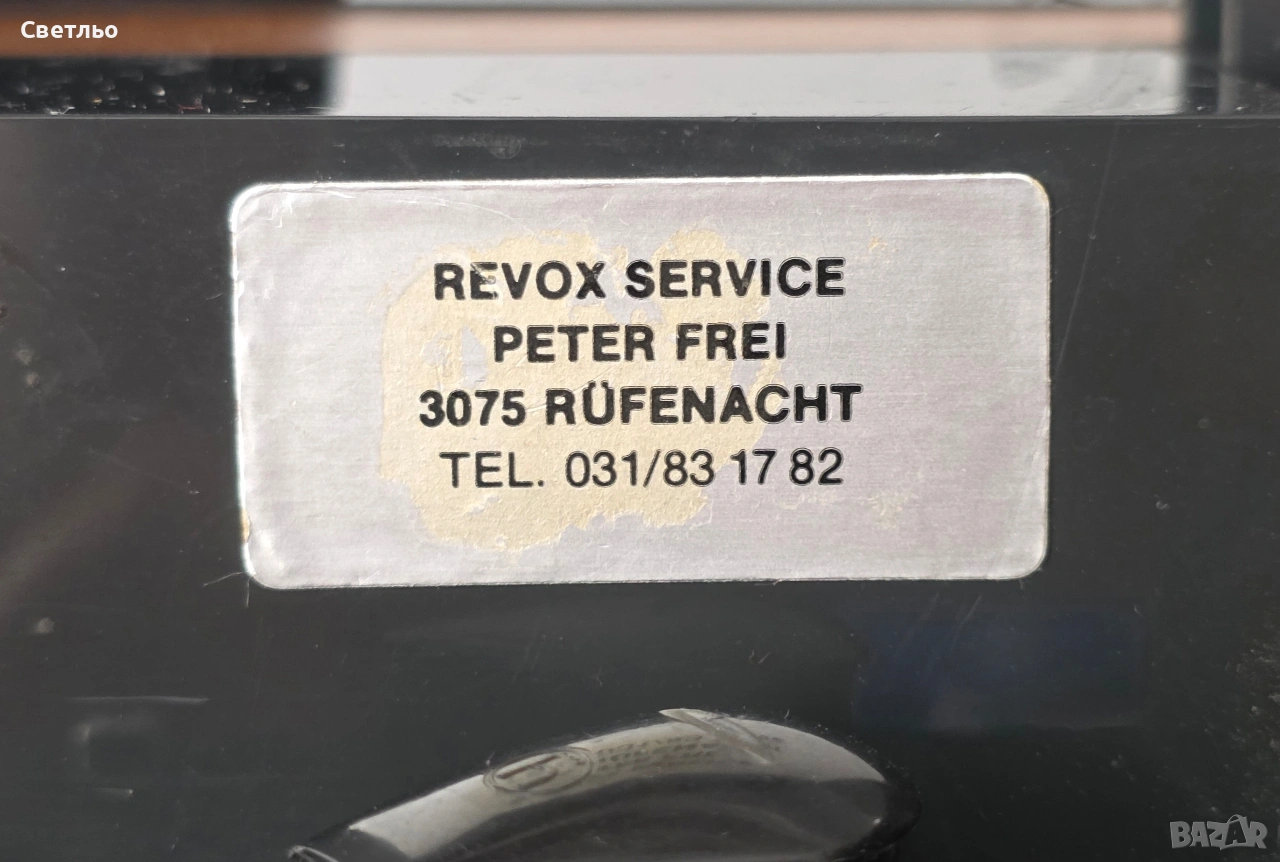 Светльо
REVOX SERVICE
PETER FREI
3075 RÜFENACHT
TEL. 031/83 17 82
BAZAR